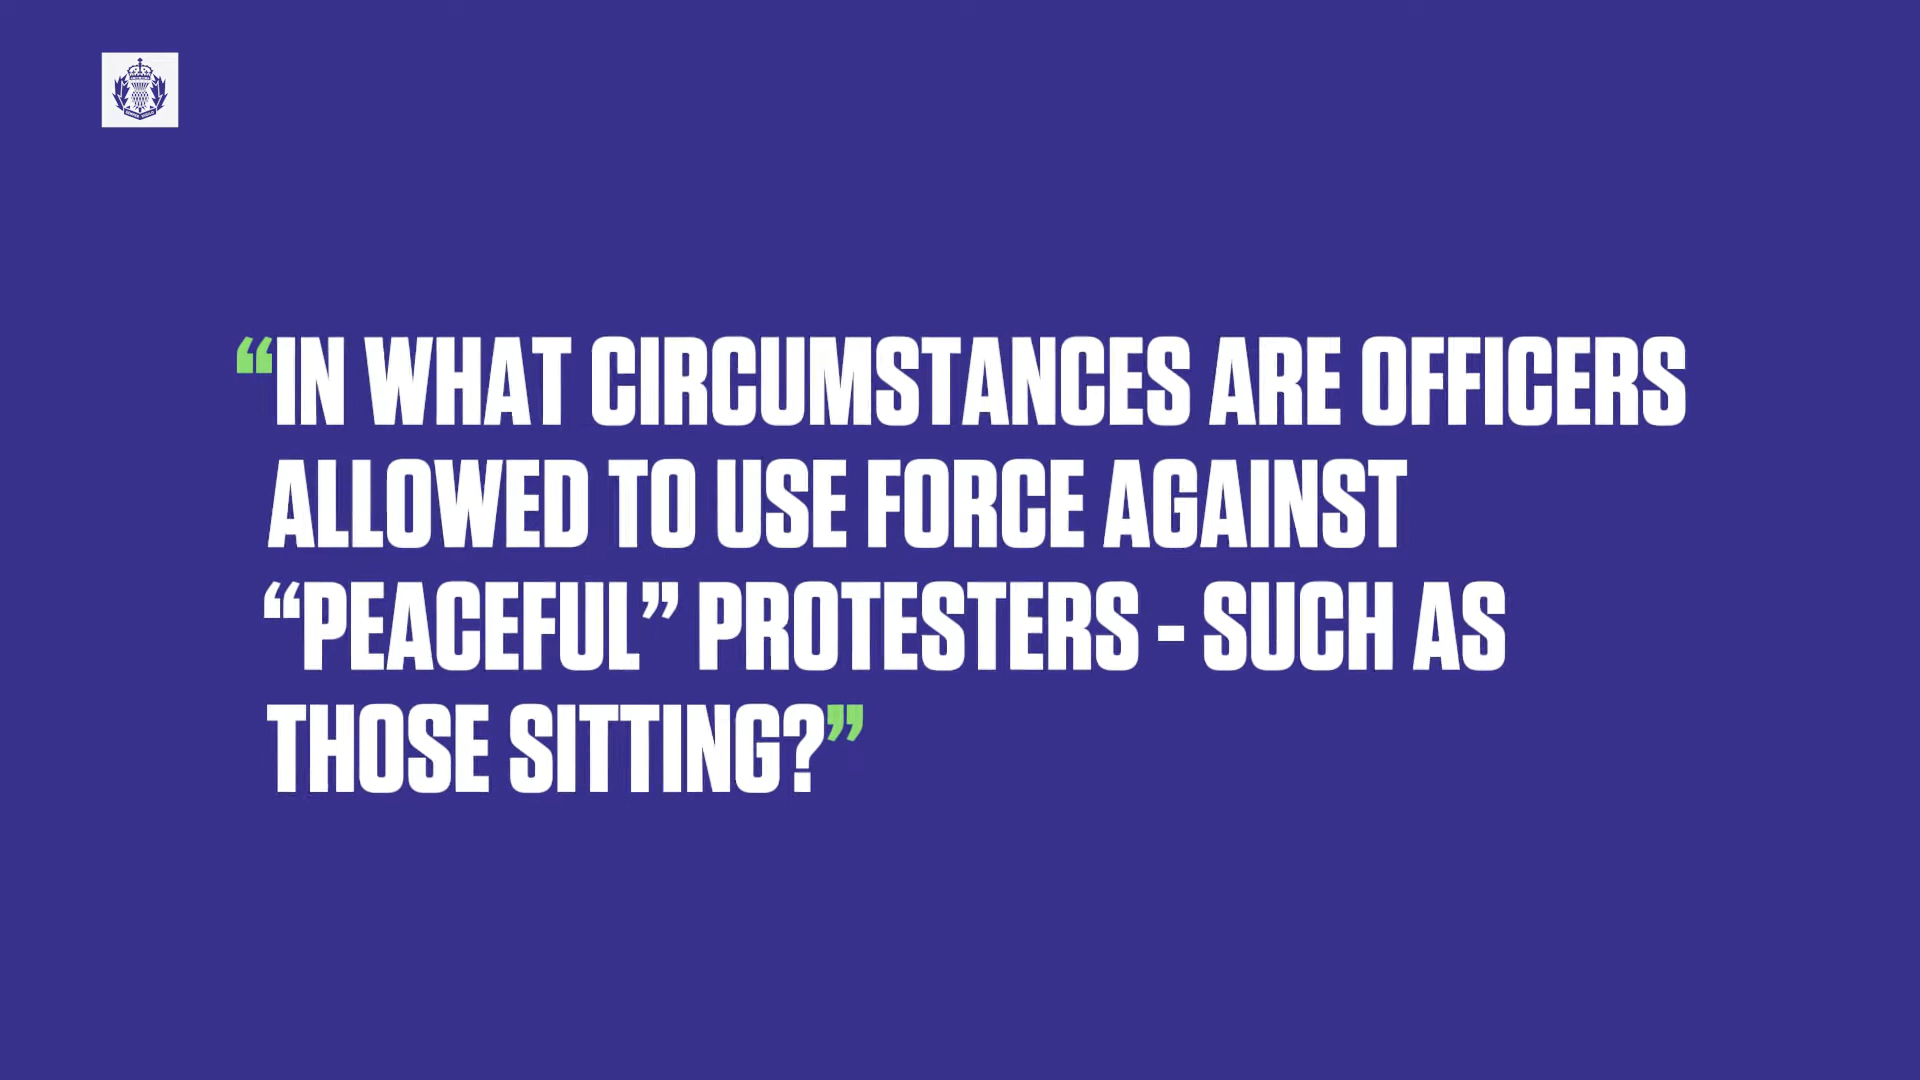 “IN WHAT CIRCUMSTANCES ARE OFFICERS
ALLOWED TO USE FORCE AGAINST
“PEACEFUL” PROTESTERS - SUCH AS
THOSE SITTING?”